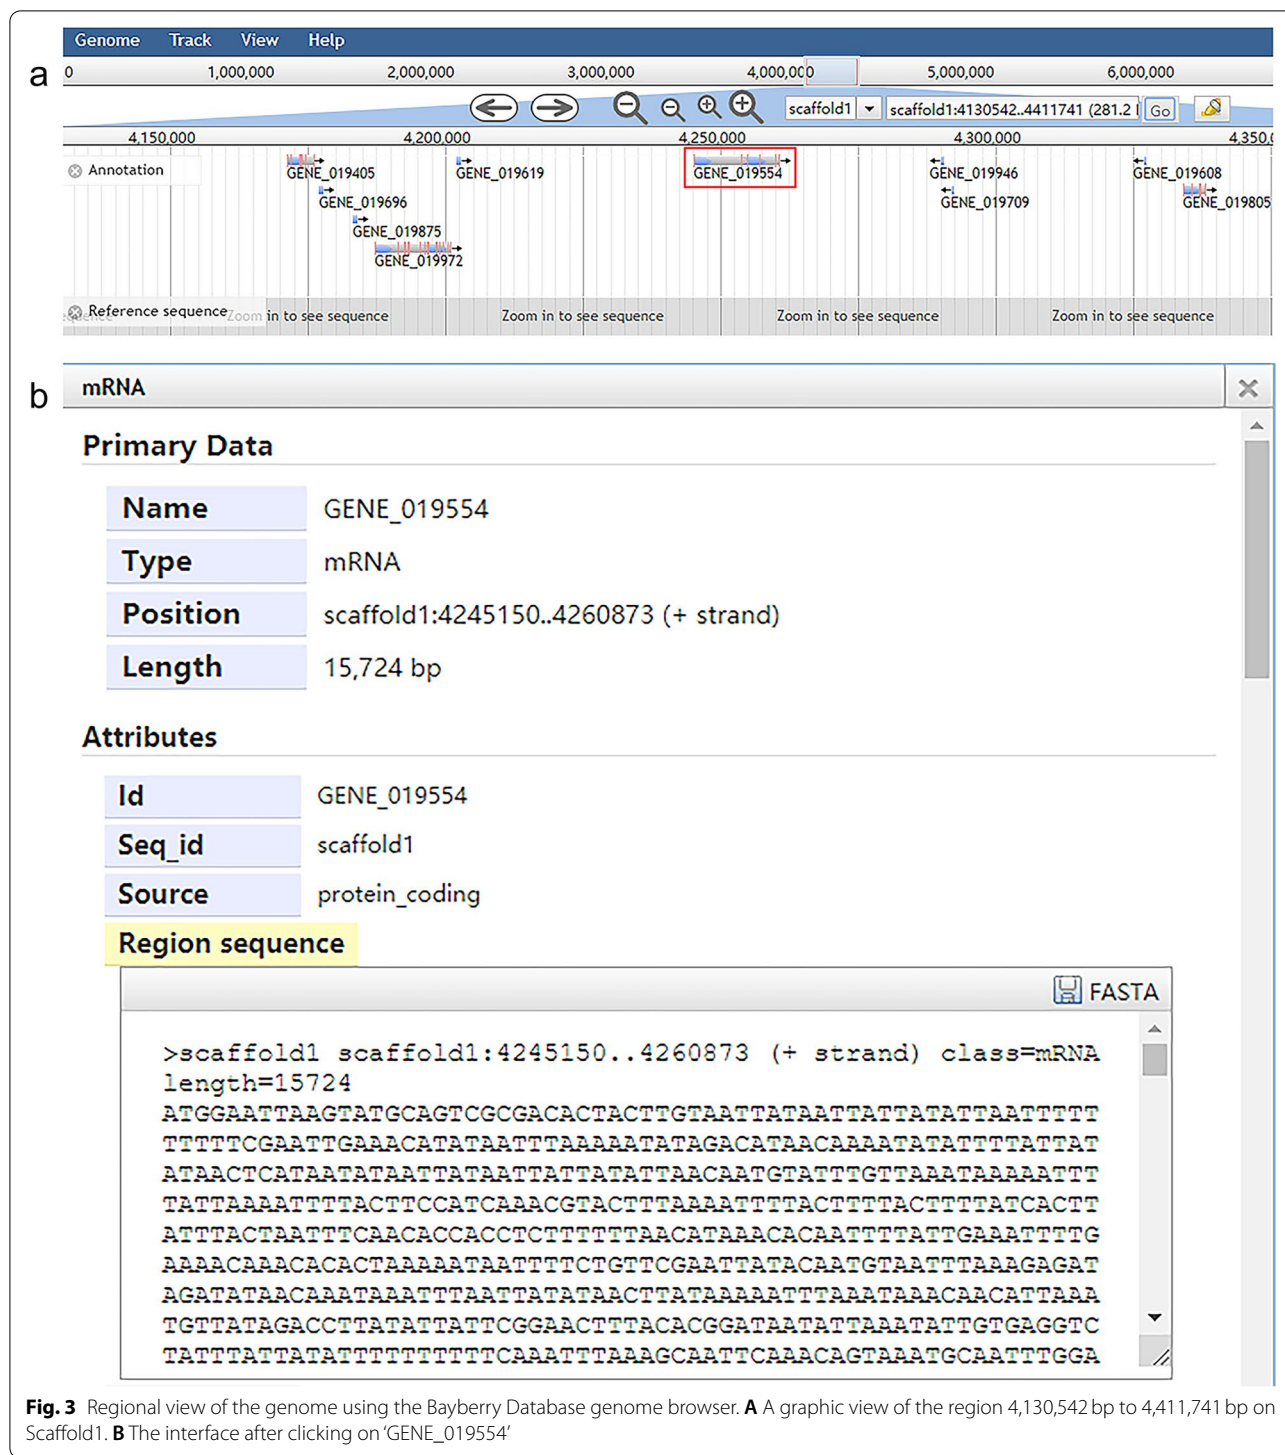 a
Genome Track View Help
0 1,000,000 2,000,000 3,000,000 4,000,000 5,000,000 6,000,000
scaffold1 scaffold1:4130542..4411741 (281.2 Go
4,150,000 4,200,000 4,250,000 4,300,000 4,350,0
Annotation GENE_019405 GENE_019619 GENE_019554 GENE_019946 GENE_019608
GENE_019696 GENE_019709 GENE_019805
GENE_019875
GENE_019972
Reference sequence Zoom in to see sequence Zoom in to see sequence Zoom in to see sequence Zoom in to see sequence
b
mRNA
Primary Data
Name GENE_019554
Type mRNA
Position scaffold1:4245150..4260873 (+ strand)
Length 15,724 bp
Attributes
Id GENE_019554
Seq_id scaffold1
Source protein_coding
Region sequence
FASTA
>scaffold1 scaffold1:4245150..4260873 (+ strand) class=mRNA
length=15724
ATGGAATTAAGTATGCAGTCGCGACACTACTTGTAATTATAATTATTATATTAATTTTT
TTTTTCGAATTGAAACATATAATTTAAAAATATAGACATAACAAAATATATTTTATTAT
ATAACTCATAATATAATTATAATTATTATATTAACAATGTATTTGTTAAATAAAAATTT
TATTAAAATTTTACTTCCATCAAACGTACTTTAAAATTTTACTTTTACTTTTATCACTT
ATTTACTAATTTCAACACCACCTCTTTTTTAACATAAACACAATTTTATTGAAATTTTG
AAAACAAACACACTAAAAATAATTTTCTGTTCGAATTATACAATGTAATTTAAAGAGAT
AGATATAACAAATAAATTTAATTATATAACTTATAAAAATTTAAATAAACAACATTAAA
TGTTATAGACCTTATATTATTCGGAACTTTACACGGATAATATTAAATATTGTGAGGTC
TATTTATTATATTTTTTTTTTCAAATTTAAAGCAATTCAAACAGTAAATGCAATTTGGA
Fig. 3 Regional view of the genome using the Bayberry Database genome browser. A A graphic view of the region 4,130,542 bp to 4,411,741 bp on
Scaffold1. B The interface after clicking on 'GENE_019554'